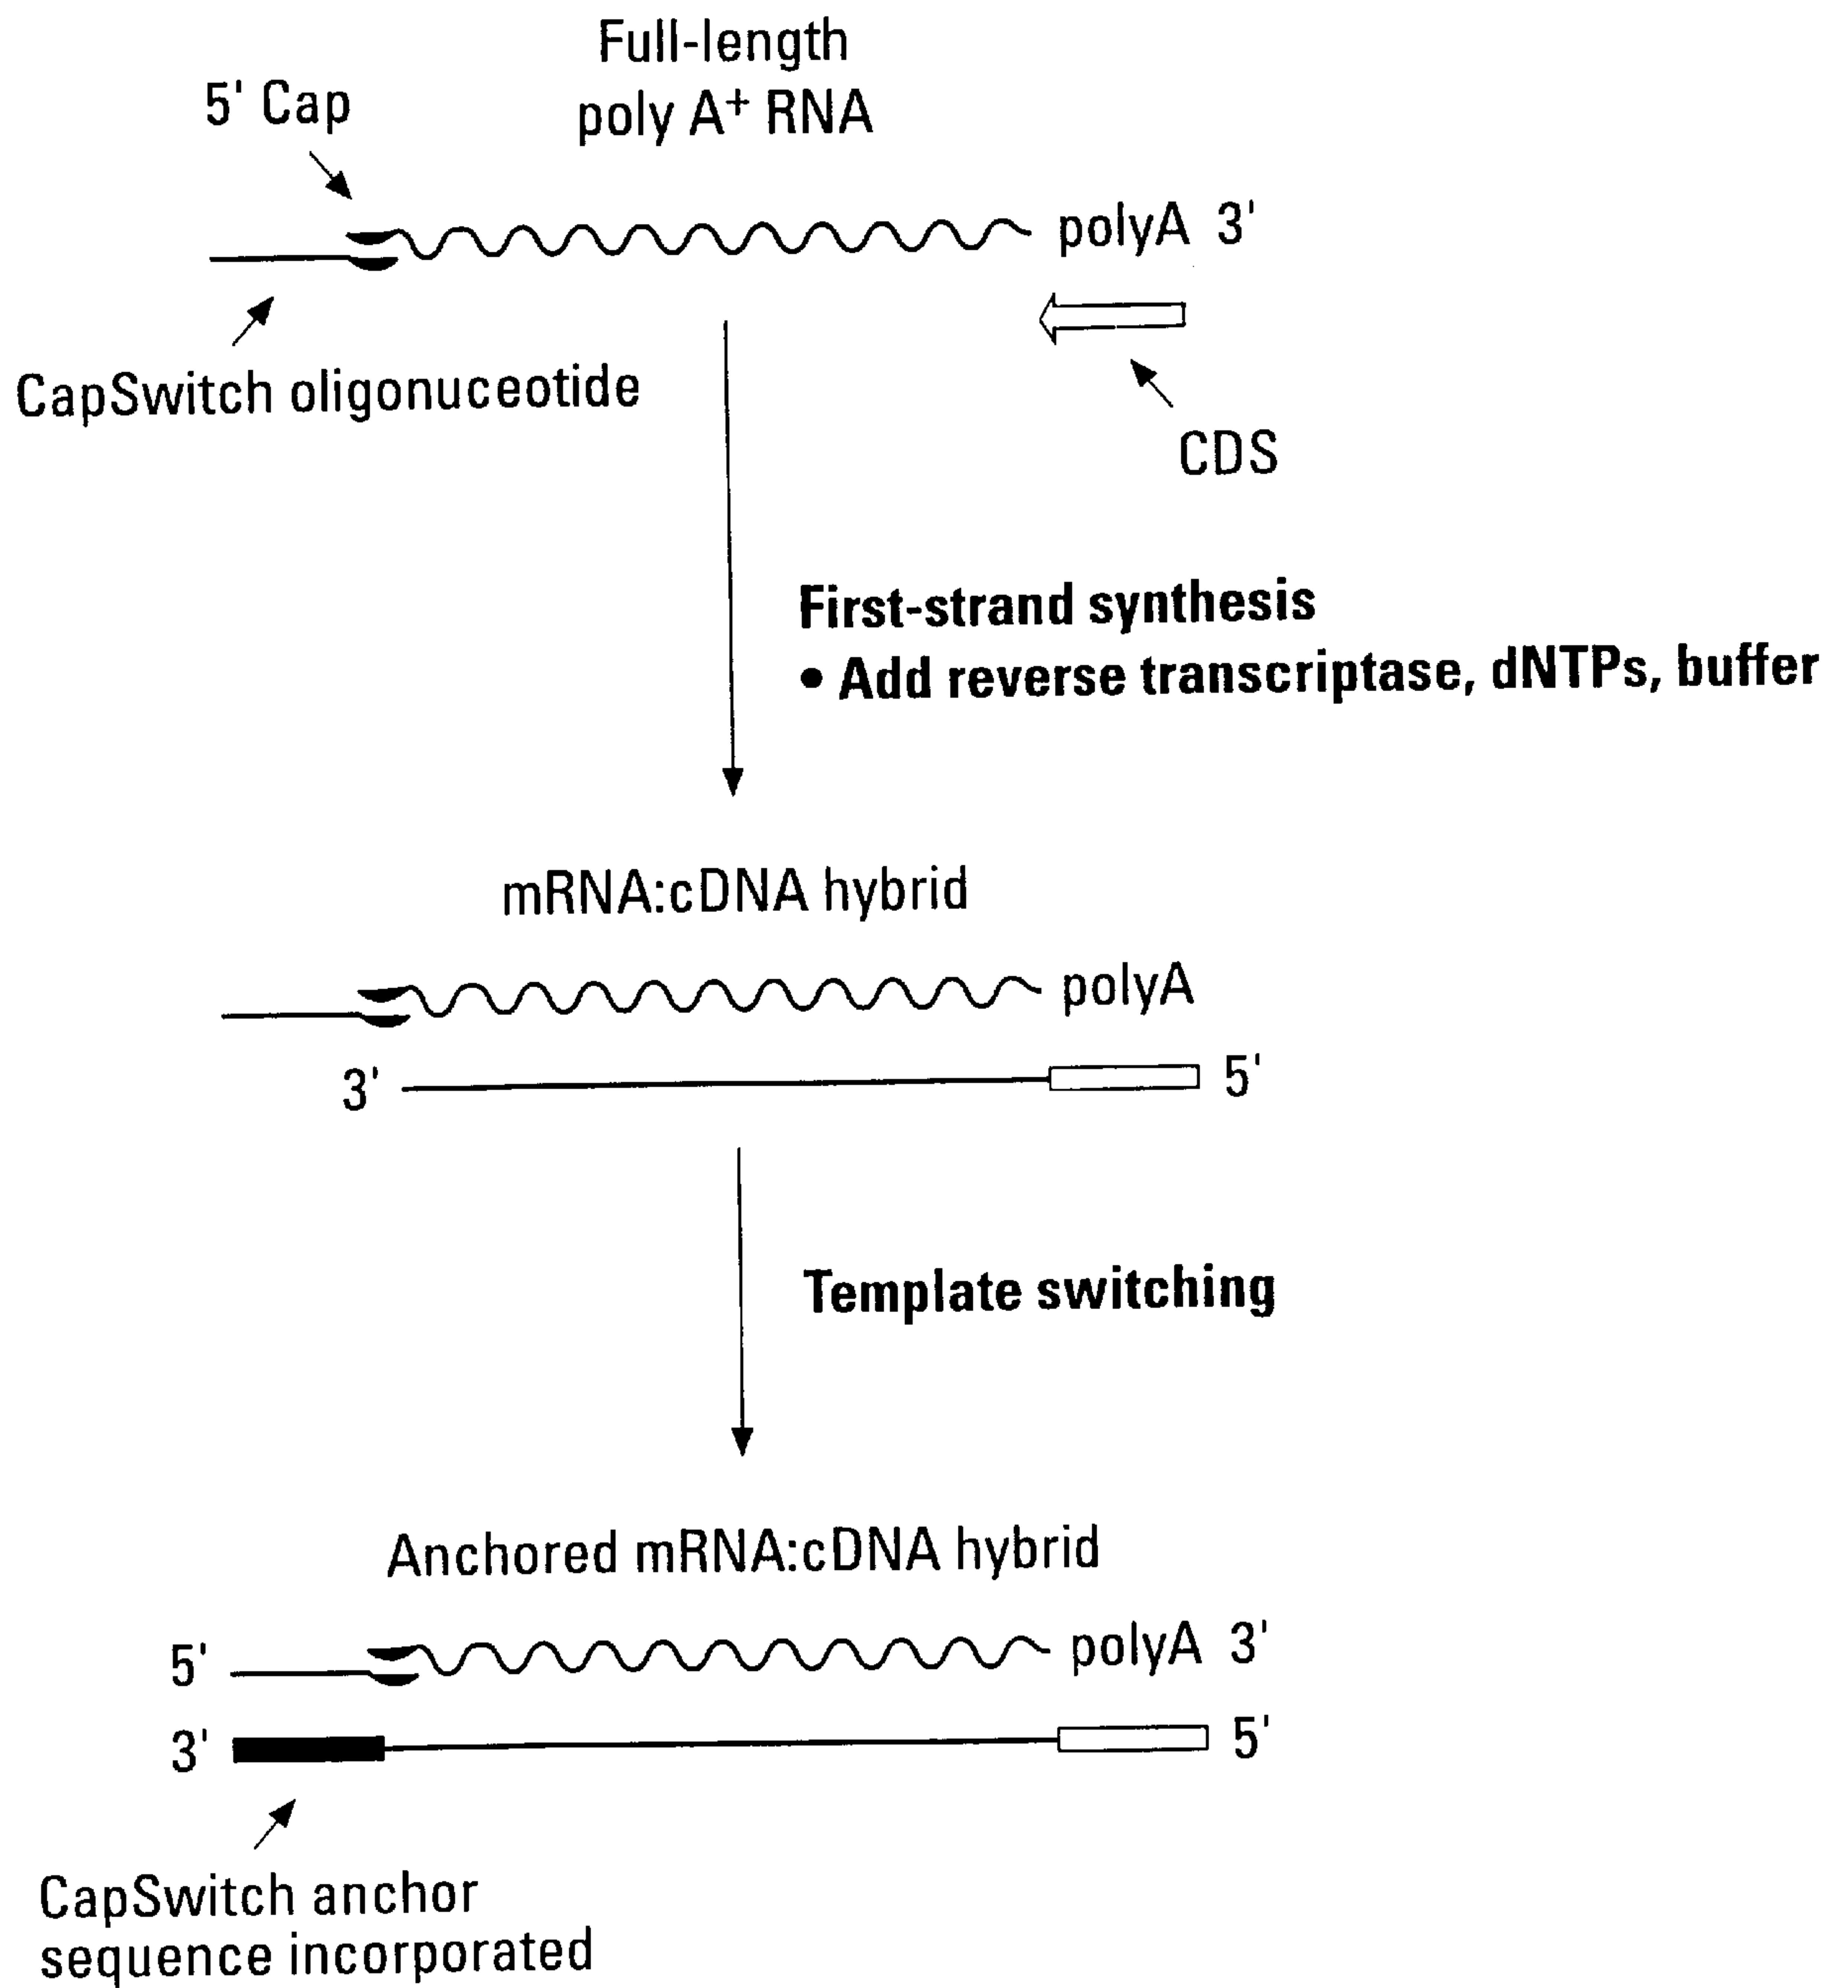 Full-length
poly A+ RNA
5' Cap
polyA 3'
CapSwitch oligonuceotide
CDS
First-strand synthesis
• Add reverse transcriptase, dNTPs, buffer
mRNA:cDNA hybrid
polyA
3' 5'
Template switching
Anchored mRNA:cDNA hybrid
5' polyA 3'
3' 5'
CapSwitch anchor
sequence incorporated